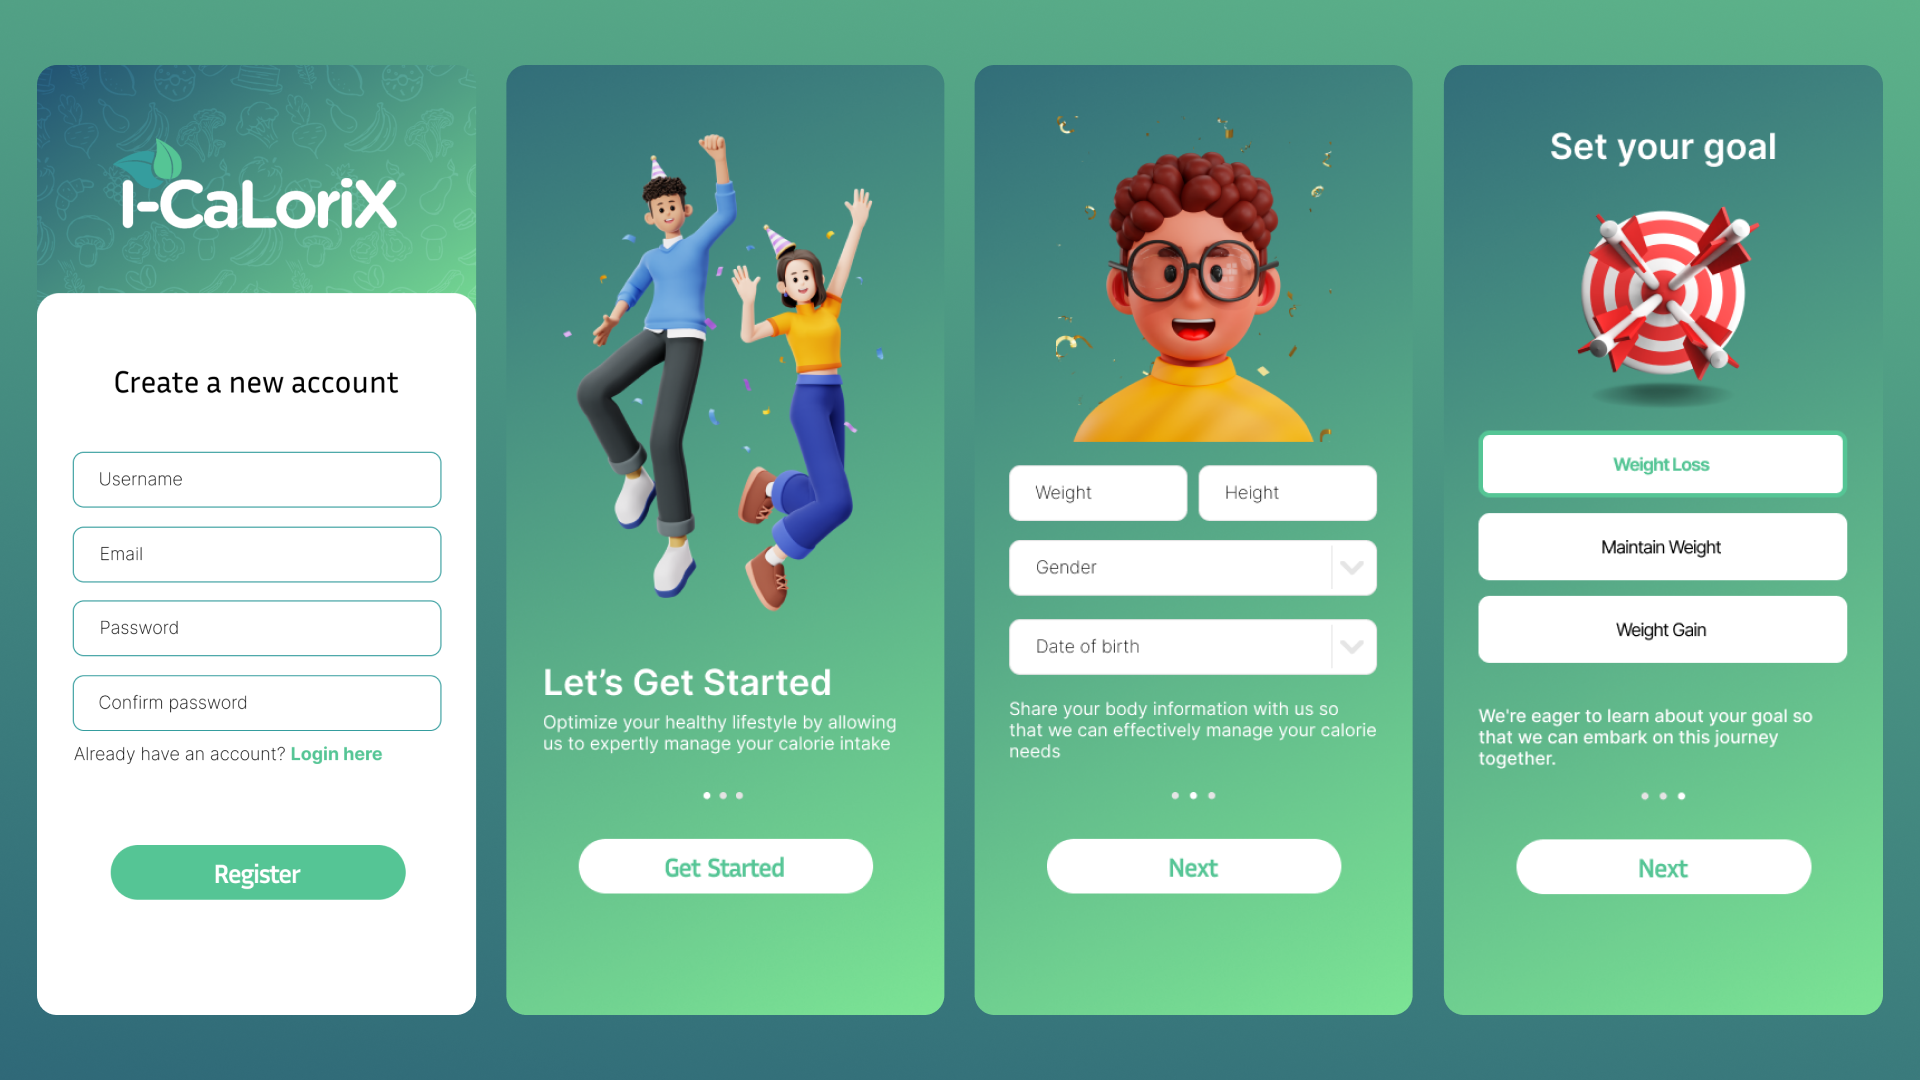 I-CaLoriX
Create a new account
Username
Email
Password
Confirm password
Already have an account? Login here
Register
Let’s Get Started
Optimize your healthy lifestyle by allowing
us to expertly manage your calorie intake
Get Started
Weight
Height
Gender
Date of birth
Share your body information with us so
that we can effectively manage your calorie
needs
Next
Set your goal
Weight Loss
Maintain Weight
Weight Gain
We're eager to learn about your goal so
that we can embark on this journey
together.
Next